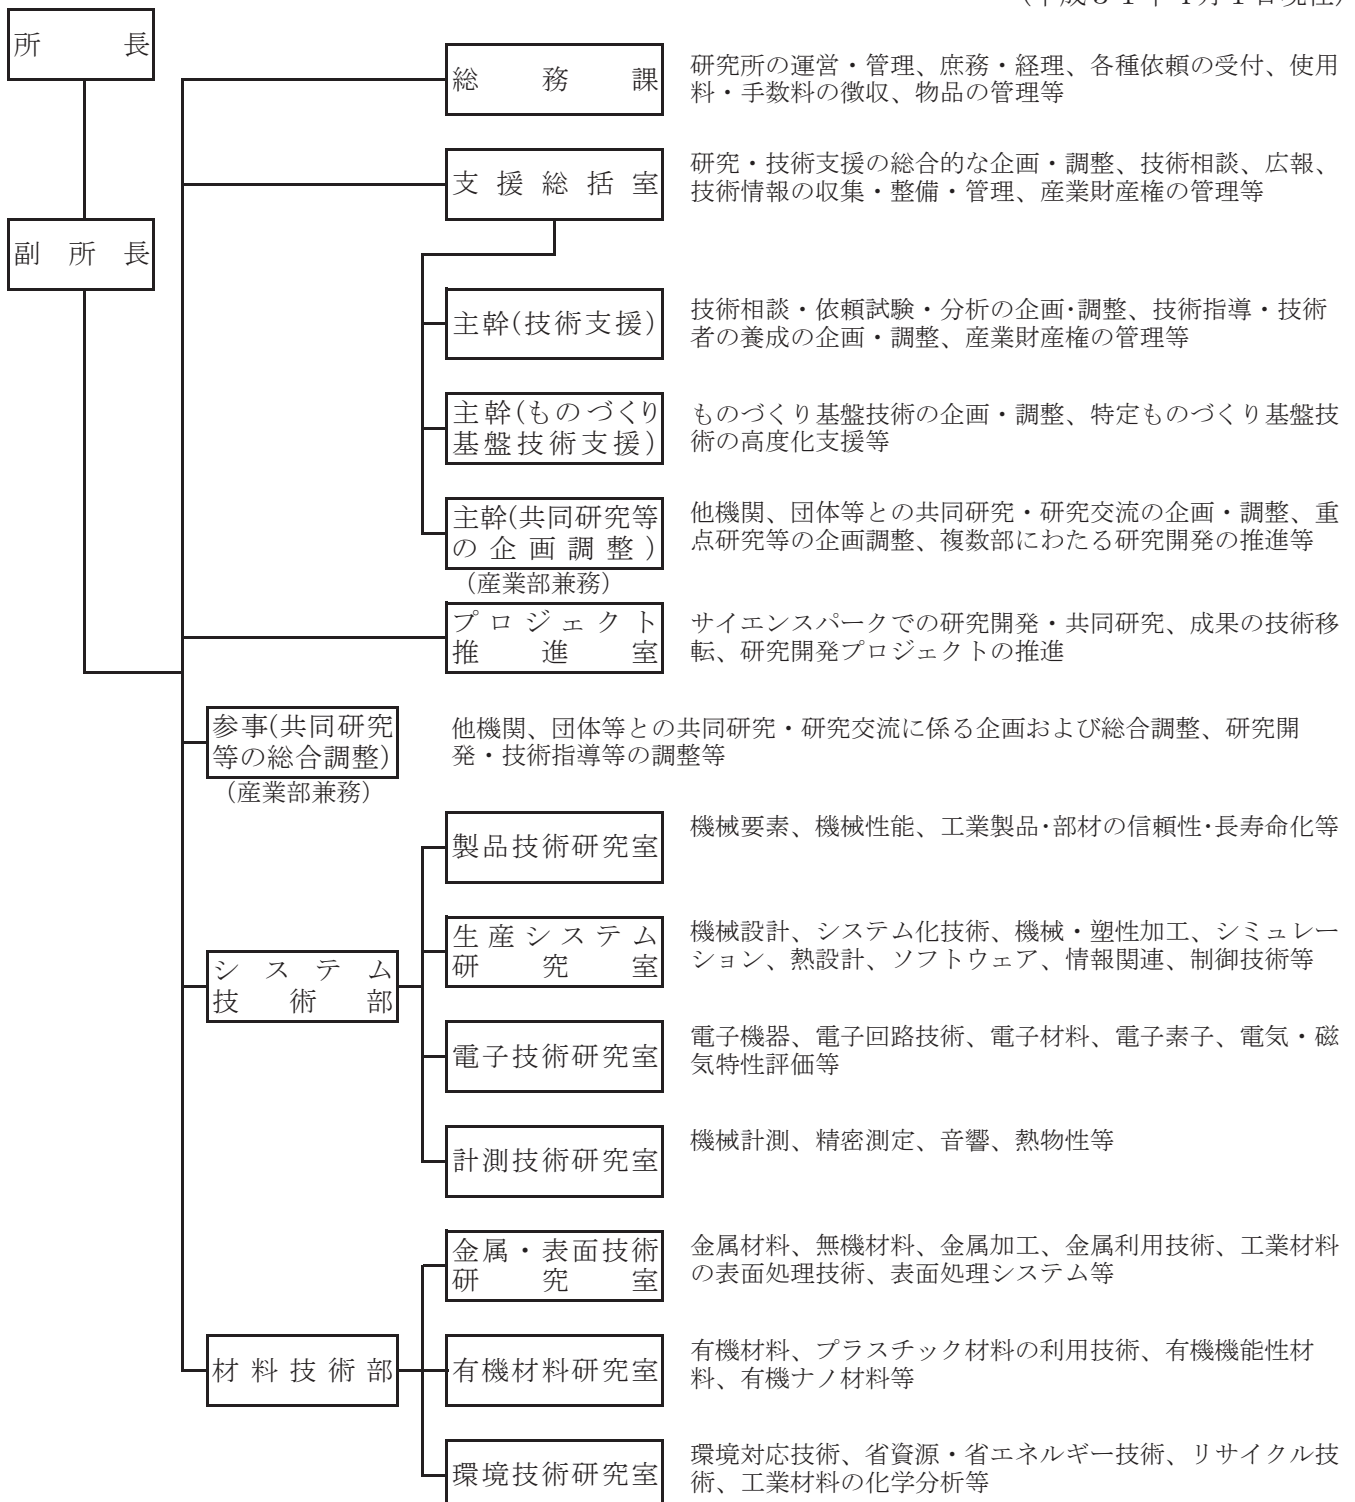 (平成31年4月1日現在)
所長
総務課
研究所の運営・管理、庶務・経理、各種依頼の受付、使用
料・手数料の徴収、物品の管理等
支援総括室
研究・技術支援の総合的な企画・調整、技術相談、広報、
技術情報の収集・整備・管理、産業財産権の管理等
副所長
主幹(技術支援)
技術相談・依頼試験・分析の企画・調整、技術指導・技術
者の養成の企画・調整、産業財産権の管理等
主幹(ものづくり
基盤技術支援)
ものづくり基盤技術の企画・調整、特定ものづくり基盤技
術の高度化支援等
主幹(共同研究等
の企画調整)
(産業部兼務)
他機関、団体等との共同研究・研究交流の企画・調整、重
点研究等の企画調整、複数部にわたる研究開発の推進等
プロジェクト
推進室
サイエンスパークでの研究開発・共同研究、成果の技術移
転、研究開発プロジェクトの推進
参事(共同研究
等の総合調整)
(産業部兼務)
他機関、団体等との共同研究・研究交流に係る企画および総合調整、研究開
発・技術指導等の調整等
システム
技術部
製品技術研究室
機械要素、機械性能、工業製品・部材の信頼性・長寿命化等
生産システム
研究室
機械設計、システム化技術、機械・塑性加工、シミュレー
ション、熱設計、ソフトウェア、情報関連、制御技術等
電子技術研究室
電子機器、電子回路技術、電子材料、電子素子、電気・磁
気特性評価等
計測技術研究室
機械計測、精密測定、音響、熱物性等
材料技術部
金属・表面技術
研究室
金属材料、無機材料、金属加工、金属利用技術、工業材料
の表面処理技術、表面処理システム等
有機材料研究室
有機材料、プラスチック材料の利用技術、有機機能性材
料、有機ナノ材料等
環境技術研究室
環境対応技術、省資源・省エネルギー技術、リサイクル技
術、工業材料の化学分析等